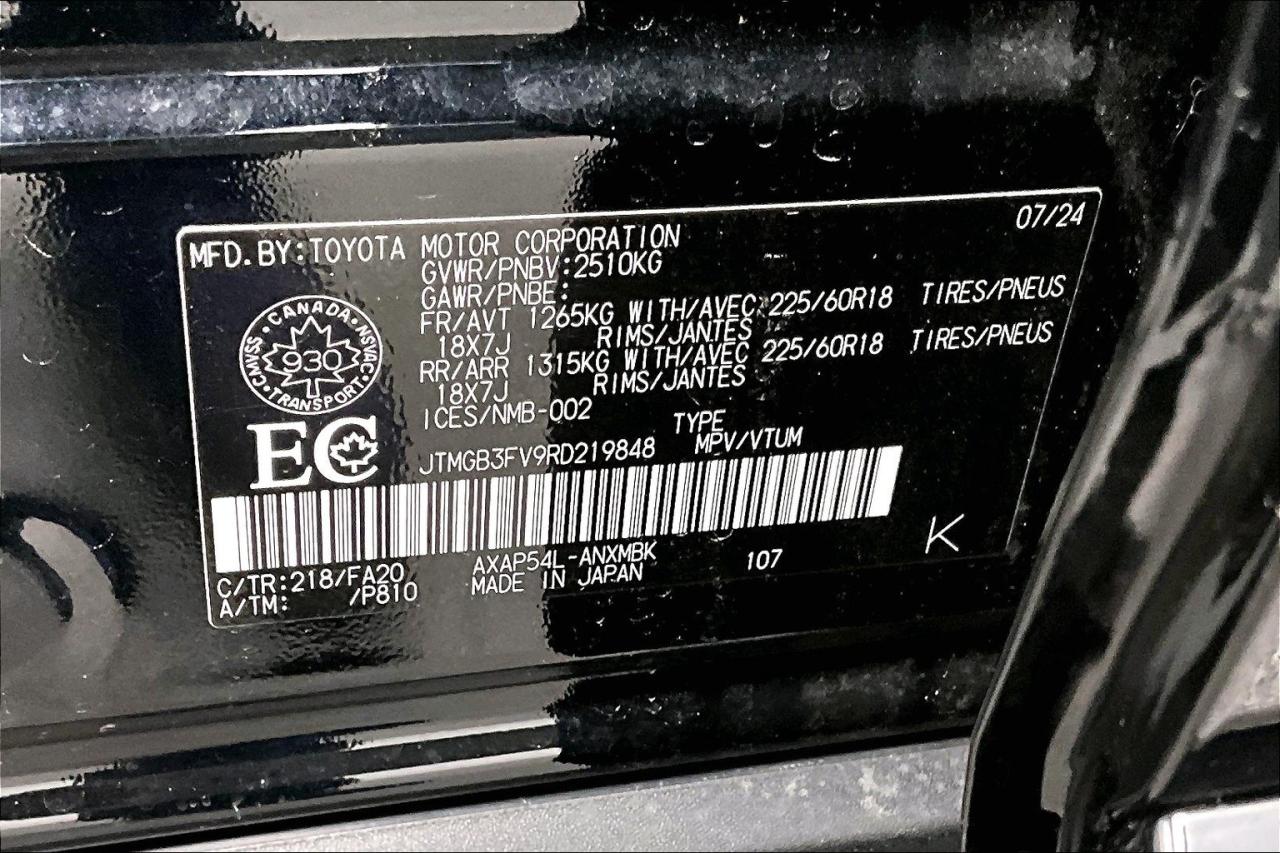 07/24
MFD. BY: TOYOTA MOTOR CORPORATION
GVWR/PNBV:2510KG
GAWR/PNBE:
FR/AVT 1265KG WITH/AVEC 225/60R18 TIRES/PNEUS
18X7J RIMS/JANTES
RR/ARR 1315KG WITH/AVEC 225/60R18 TIRES/PNEUS
18X7J RIMS/JANTES
ICES/NMB-002
CANADA
CMVSS • NSVAC
930
TRANSPORT
EC
TYPE
JTMGB3FV9RD219848 MPV/VTUM
C/TR:218/FA20 AXAP54L-ANXMBK 107 K
A/TM: /P810 MADE IN JAPAN